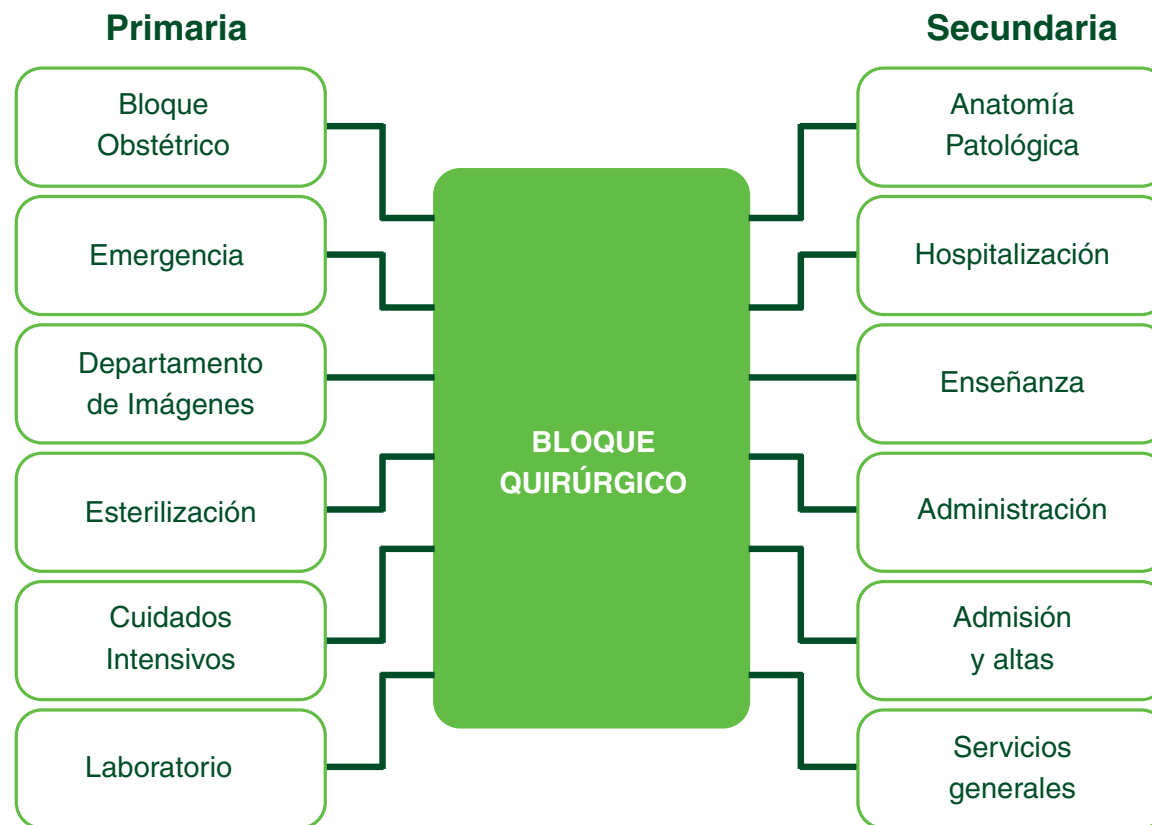 Primaria
Bloque
Obstétrico
Emergencia
Departamento
de Imágenes
Esterilización
Cuidados
Intensivos
Laboratorio
BLOQUE
QUIRÚRGICO
Secundaria
Anatomía
Patológica
Hospitalización
Enseñanza
Administración
Admisión
y altas
Servicios
generales